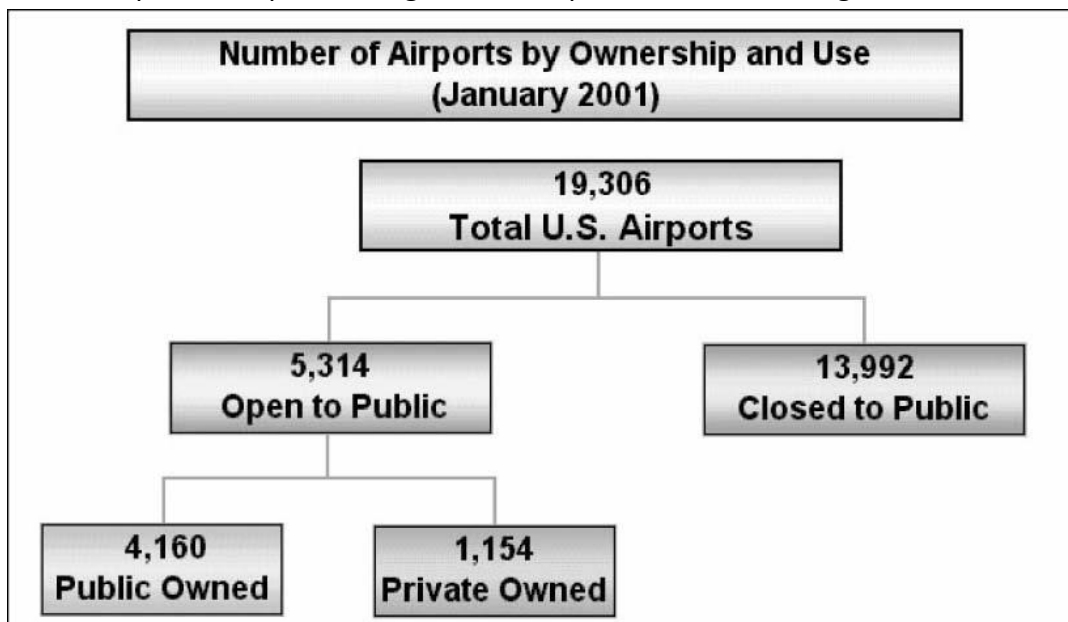 Number of Airports by Ownership and Use
(January 2001)
19,306
Total U.S. Airports
5,314
Open to Public
13,992
Closed to Public
4,160
Public Owned
1,154
Private Owned